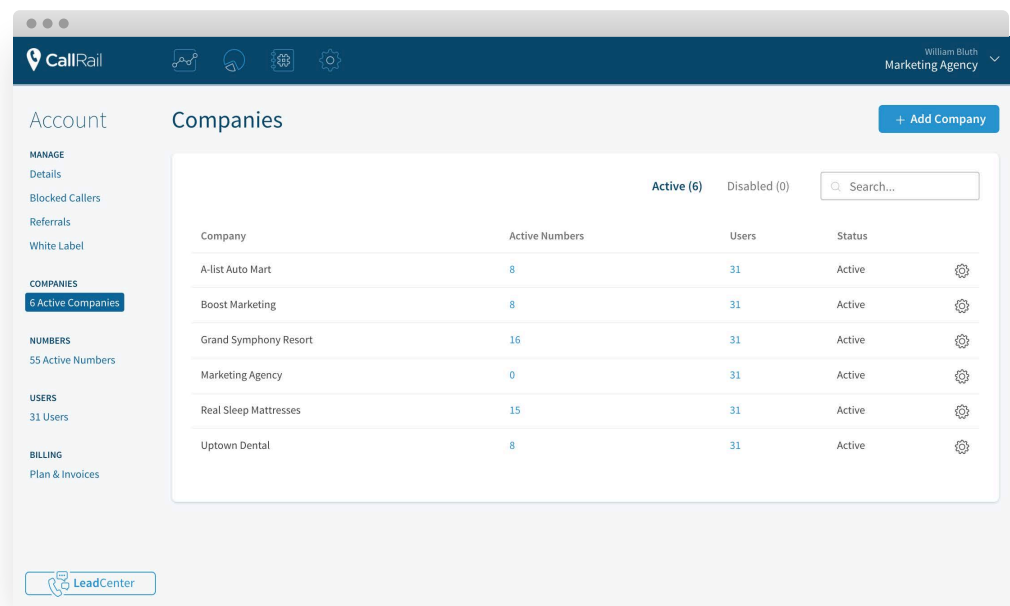 CallRail
William Bluth
Marketing Agency
Account
Companies
+ Add Company
MANAGE
Details
Blocked Callers
Referrals
White Label
COMPANIES
6 Active Companies
NUMBERS
55 Active Numbers
USERS
31 Users
BILLING
Plan & Invoices
Active (6) Disabled (0) Search...
Company Active Numbers Users Status
A-list Auto Mart 8 31 Active
Boost Marketing 8 31 Active
Grand Symphony Resort 16 31 Active
Marketing Agency 0 31 Active
Real Sleep Mattresses 15 31 Active
Uptown Dental 8 31 Active
LeadCenter